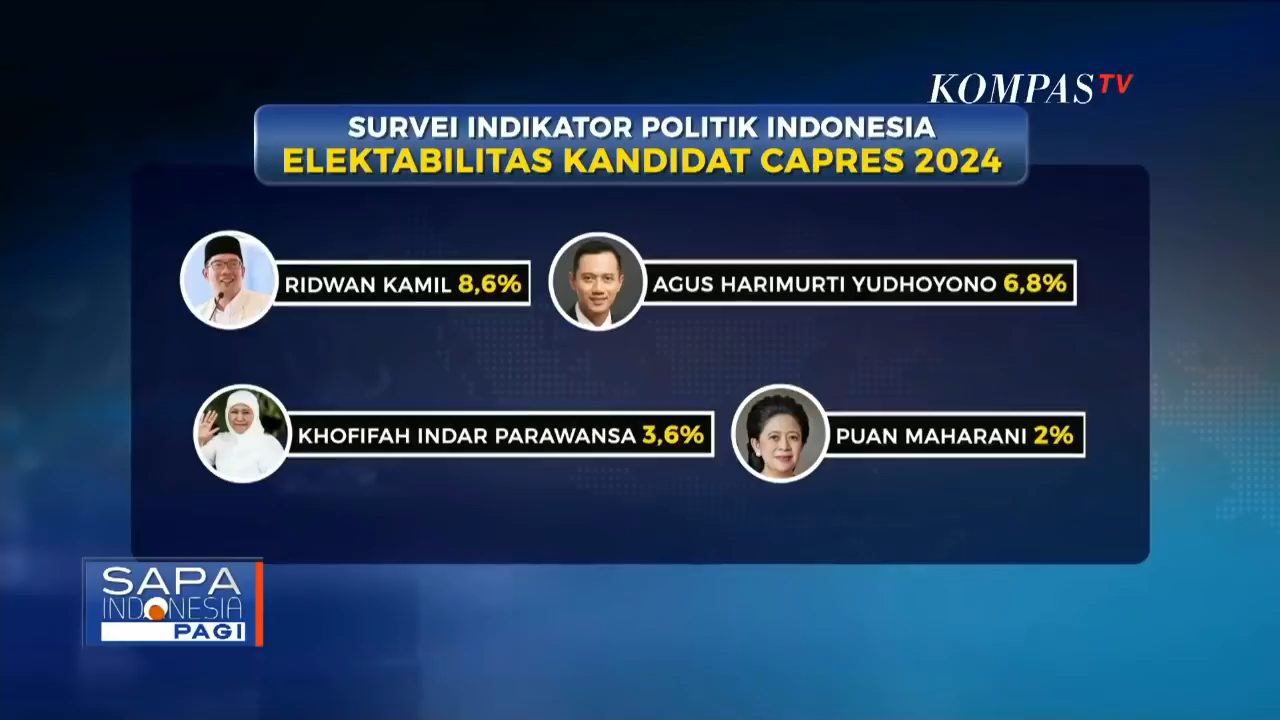 KOMPAS TV
SURVEI INDIKATOR POLITIK INDONESIA
ELEKTABILITAS KANDIDAT CAPRES 2024
RIDWAN KAMIL 8,6%
AGUS HARIMURTI YUDHOYONO 6,8%
KHOFIFAH INDAR PARAWANSA 3,6%
PUAN MAHARANI 2%
SAPA
INDONESIA
PAGI